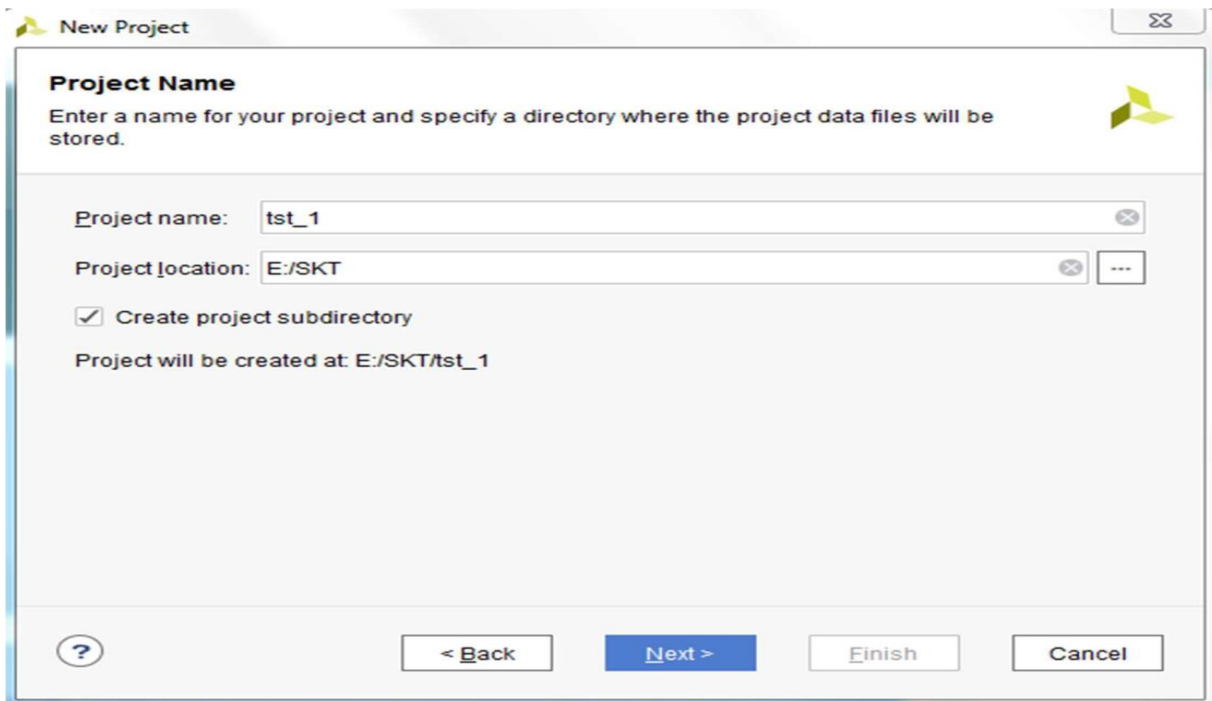 New Project
Project Name
Enter a name for your project and specify a directory where the project data files will be
stored.
Project name: tst_1
Project location: E:/SKT ...
Create project subdirectory
Project will be created at: E:/SKT/tst_1
? < Back Next > Finish Cancel